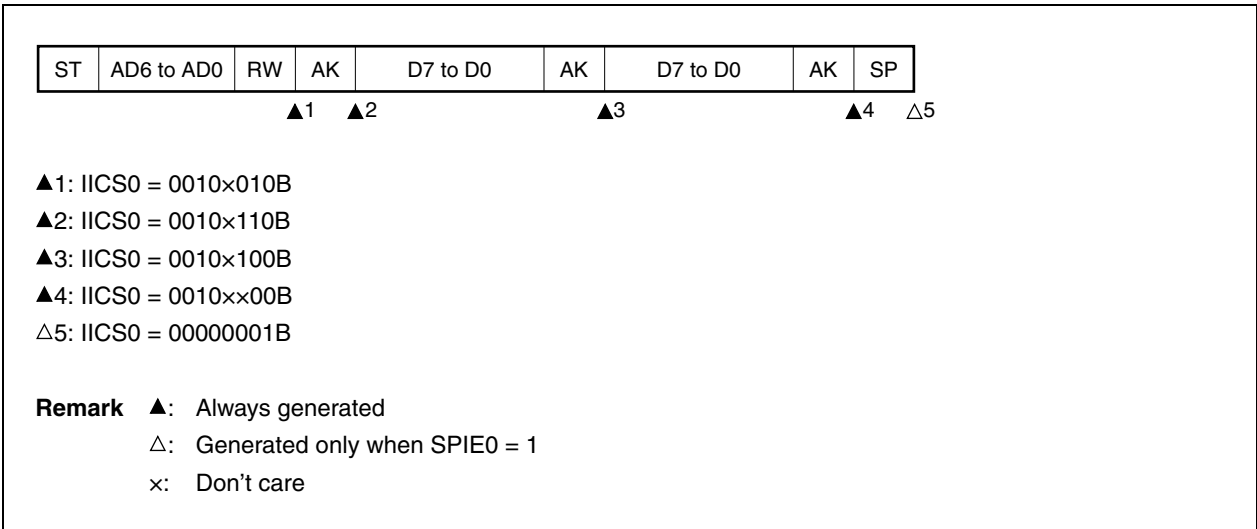 ST AD6 to AD0 RW AK D7 to D0 AK D7 to D0 AK SP
▲1 ▲2 ▲3 ▲4 △5
▲1: IICS0 = 0010×010B
▲2: IICS0 = 0010×110B
▲3: IICS0 = 0010×100B
▲4: IICS0 = 0010××00B
△5: IICS0 = 00000001B
Remark ▲: Always generated
△: Generated only when SPIE0 = 1
×: Don't care